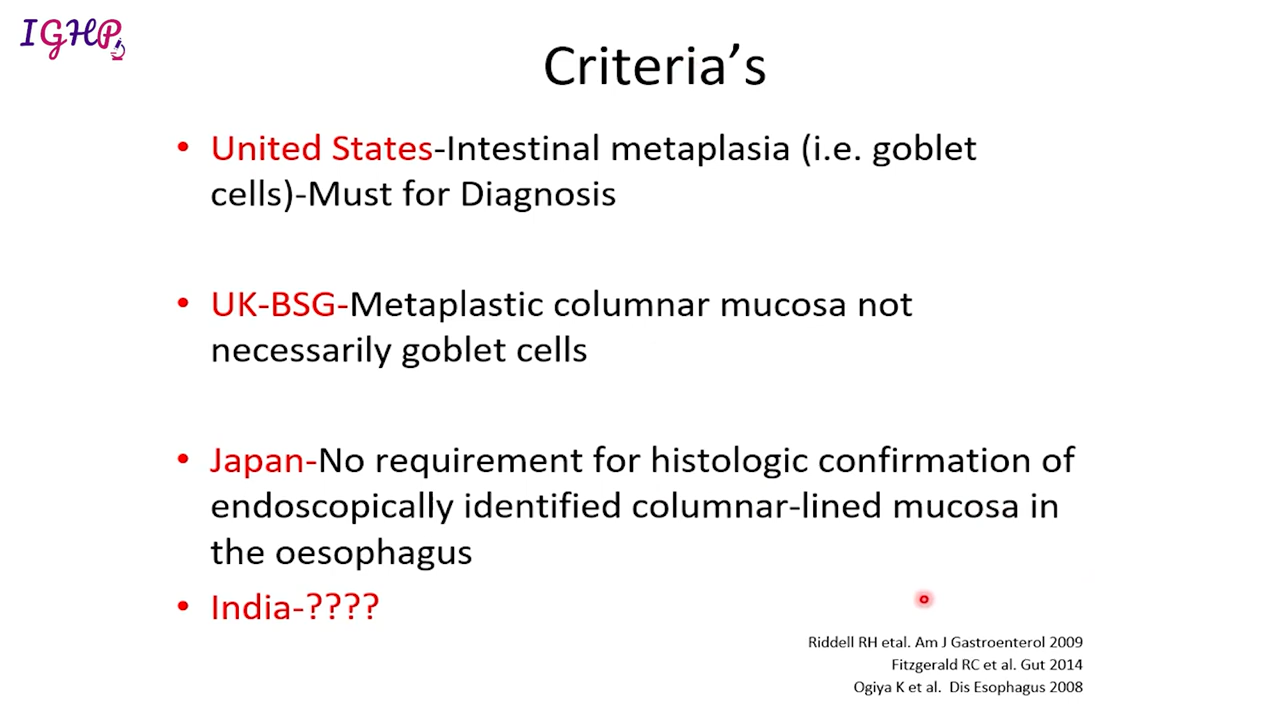 IGHP
Criteria’s
• United States-Intestinal metaplasia (i.e. goblet
cells)-Must for Diagnosis
• UK-BSG-Metaplastic columnar mucosa not
necessarily goblet cells
• Japan-No requirement for histologic confirmation of
endoscopically identified columnar-lined mucosa in
the oesophagus
• India-????
Riddell RH etal. Am J Gastroenterol 2009
Fitzgerald RC et al. Gut 2014
Ogiya K et al.  Dis Esophagus 2008